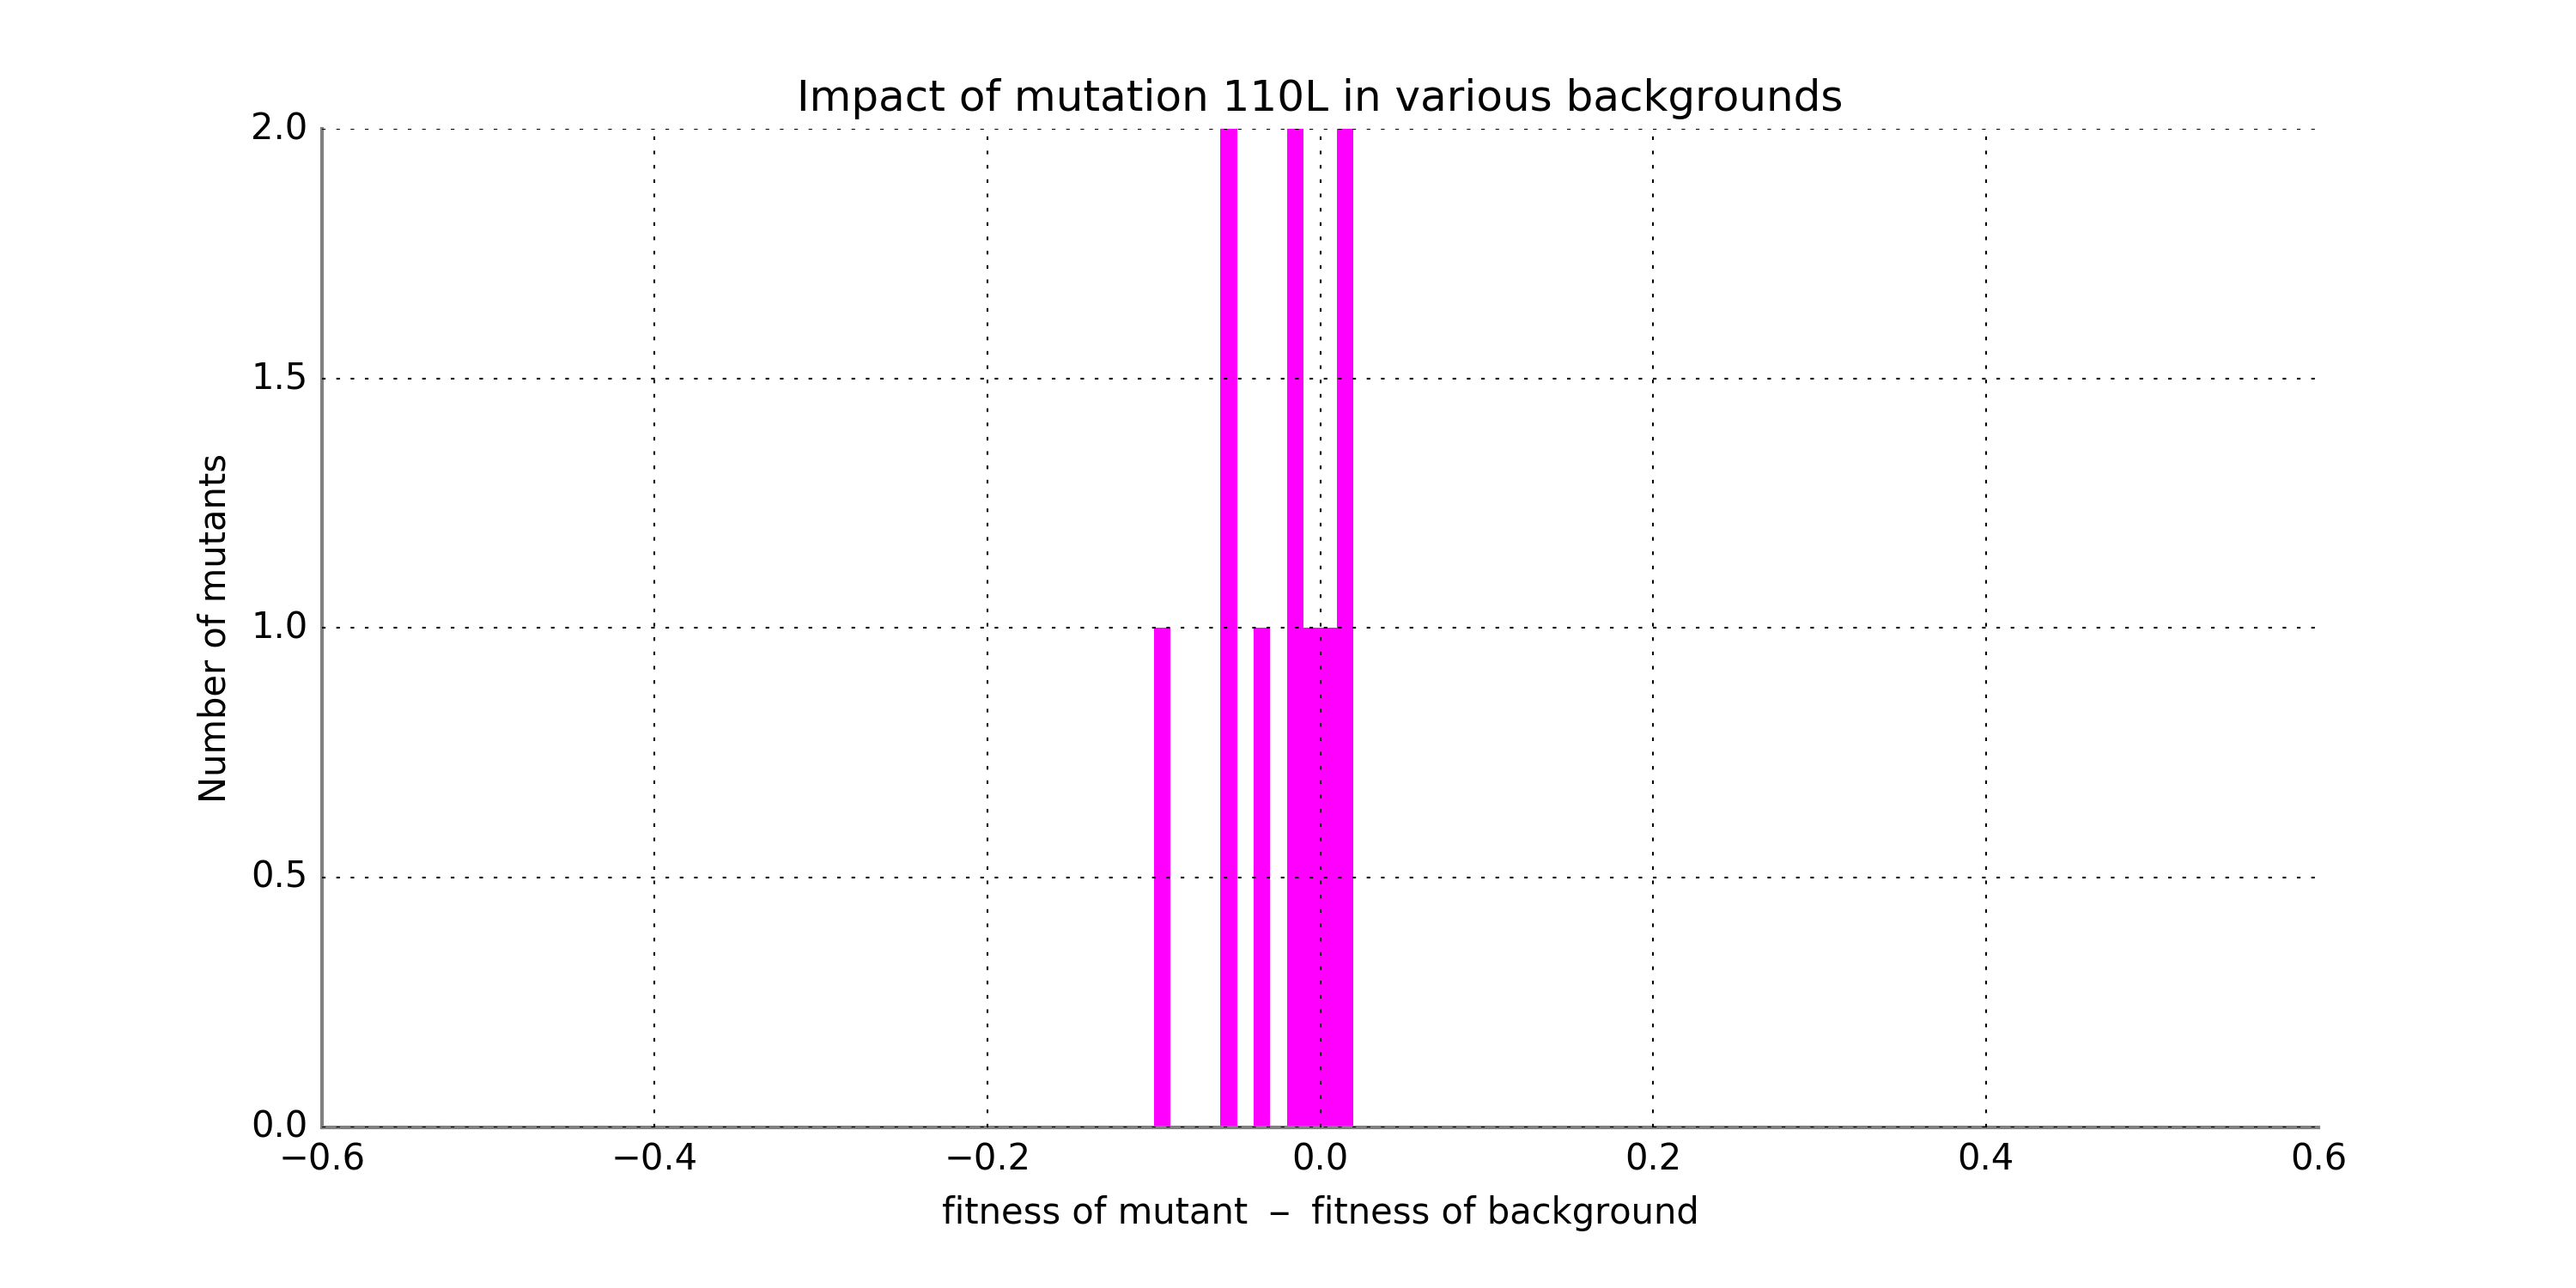 Impact of mutation 110L in various backgrounds
2.0
1.5
1.0
0.5
0.0
Number of mutants
−0.6 −0.4 −0.2 0.0 0.2 0.4 0.6
fitness of mutant − fitness of background